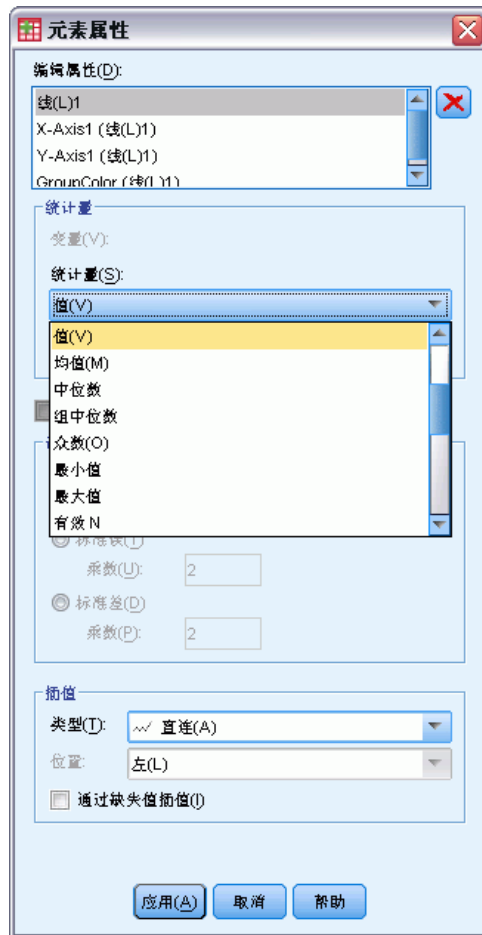 元素属性
编辑属性(D):
线(L)1
X-Axis1 (线(L)1)
Y-Axis1 (线(L)1)
GroupColor (线(L)1)
统计量
变量(V):
统计量(S):
值(V)
值(V)
均值(M)
中位数
组中位数
众数(O)
最小值
最大值
有效 N
标准误(T)
乘数(U): 2
标准差(D)
乘数(P): 2
插值
类型(T): 直连(A)
位置: 左(L)
通过缺失值插值(I)
应用(A) 取消 帮助